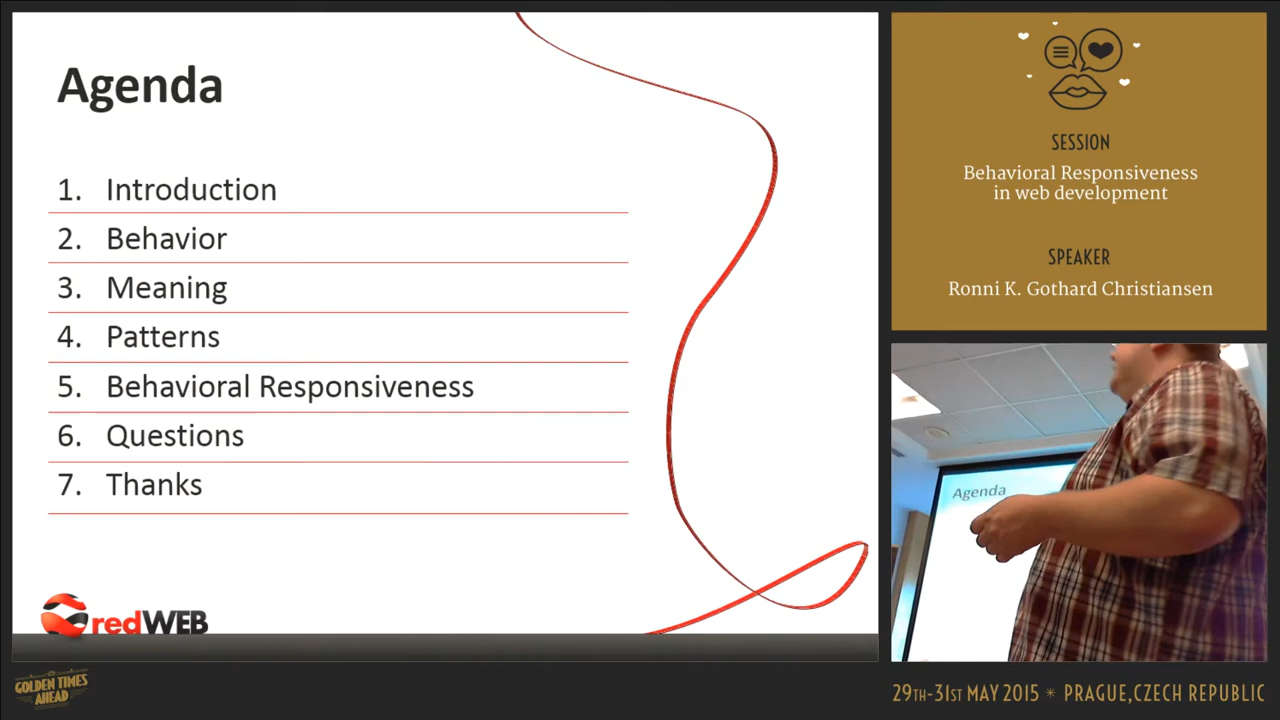 Agenda
1. Introduction
2. Behavior
3. Meaning
4. Patterns
5. Behavioral Responsiveness
6. Questions
7. Thanks
redWEB
SESSION
Behavioral Responsiveness
in web development
SPEAKER
Ronni K. Gothard Christiansen
Agenda
GOLDEN TIMES
AHEAD
29TH-31ST MAY 2015 * PRAGUE,CZECH REPUBLIC